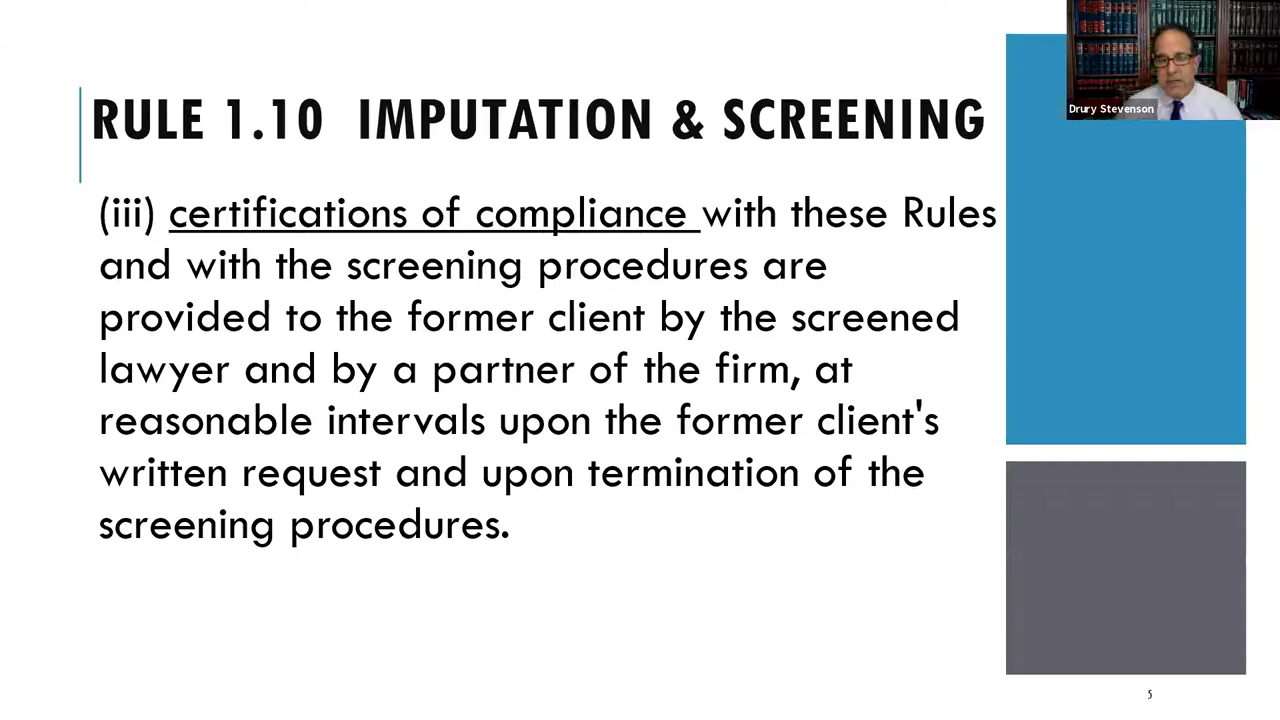 RULE 1.10 IMPUTATION & SCREENING
Drury Stevenson
(iii) certifications of compliance with these Rules
and with the screening procedures are
provided to the former client by the screened
lawyer and by a partner of the firm, at
reasonable intervals upon the former client's
written request and upon termination of the
screening procedures.
5